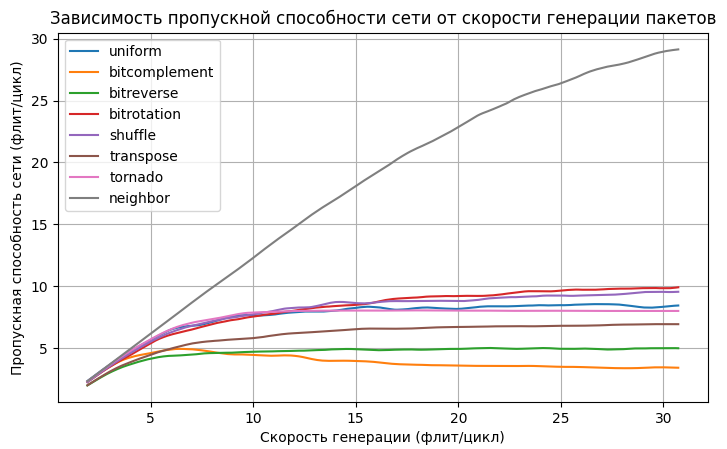 Зависимость пропускной способности сети от скорости генерации пакетов
Пропускная способность сети (флит/цикл)
30
25
20
15
10
5
uniform
bitcomplement
bitreverse
bitrotation
shuffle
transpose
tornado
neighbor
5 10 15 20 25 30
Скорость генерации (флит/цикл)